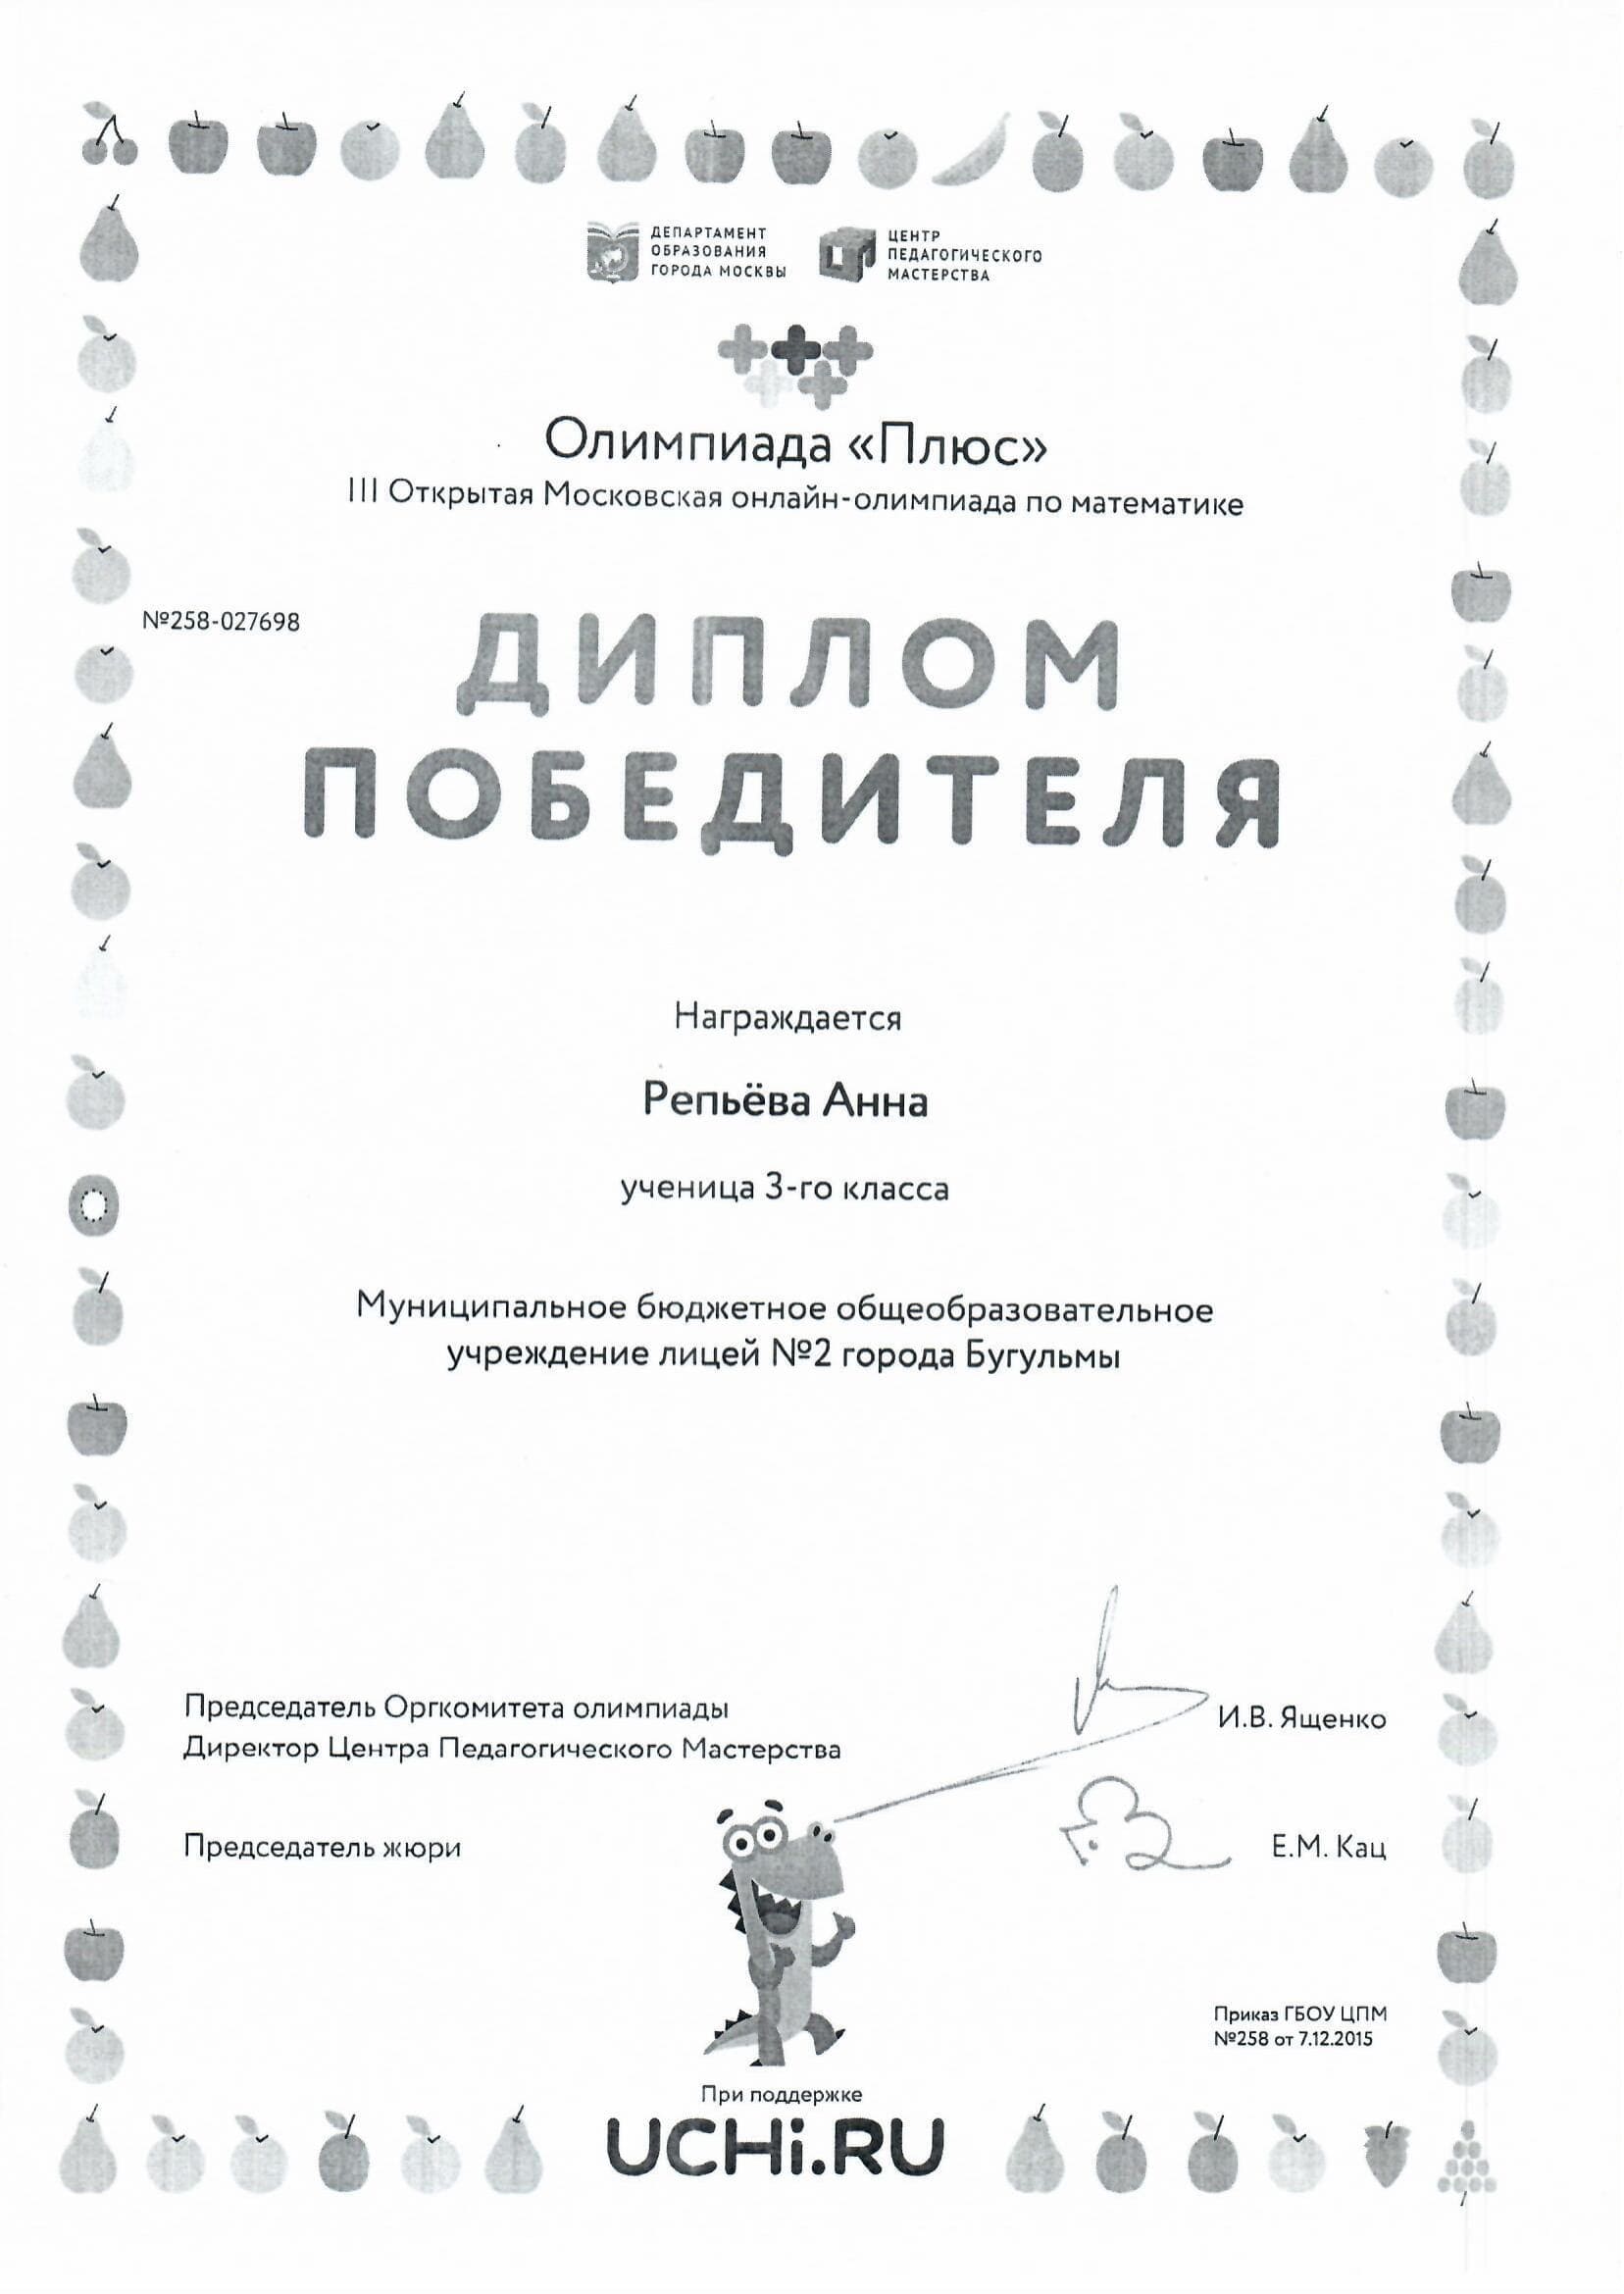 ДЕПАРТАМЕНТ
ОБРАЗОВАНИЯ
ГОРОДА МОСКВЫ
ЦЕНТР
ПЕДАГОГИЧЕСКОГО
МАСТЕРСТВА
Олимпиада «Плюс»
III Открытая Московская онлайн-олимпиада по математике
№258-027698
ДИПЛОМ
ПОБЕДИТЕЛЯ
Награждается
Репьёва Анна
ученица 3-го класса
Муниципальное бюджетное общеобразовательное
учреждение лицей №2 города Бугульмы
Председатель Оргкомитета олимпиады
Директор Центра Педагогического Мастерства
И.В. Ященко
Председатель жюри
Е.М. Кац
Приказ ГБОУ ЦПМ
№258 от 7.12.2015
При поддержке
UCHi.RU